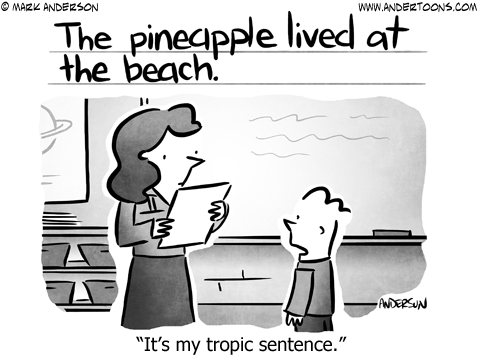 © MARK ANDERSON
WWW.ANDERTOONS.COM
The pineapple lived at
the beach.
ANDERSON
"It's my tropic sentence."